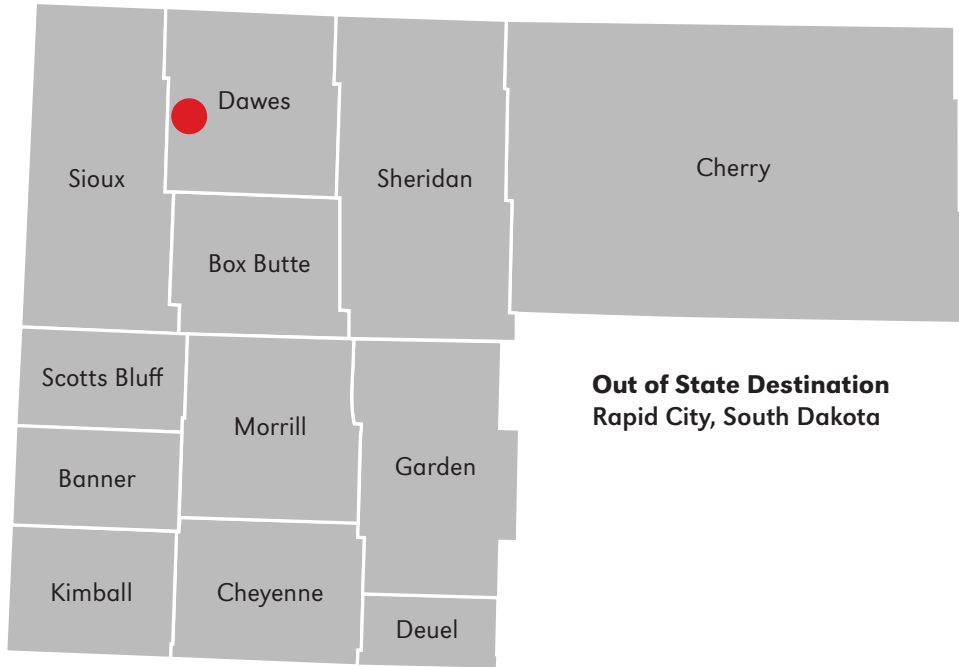 Dawes
Sioux
Sheridan
Cherry
Box Butte
Scotts Bluff
Morrill
Out of State Destination
Rapid City, South Dakota
Banner
Garden
Kimball
Cheyenne
Deuel